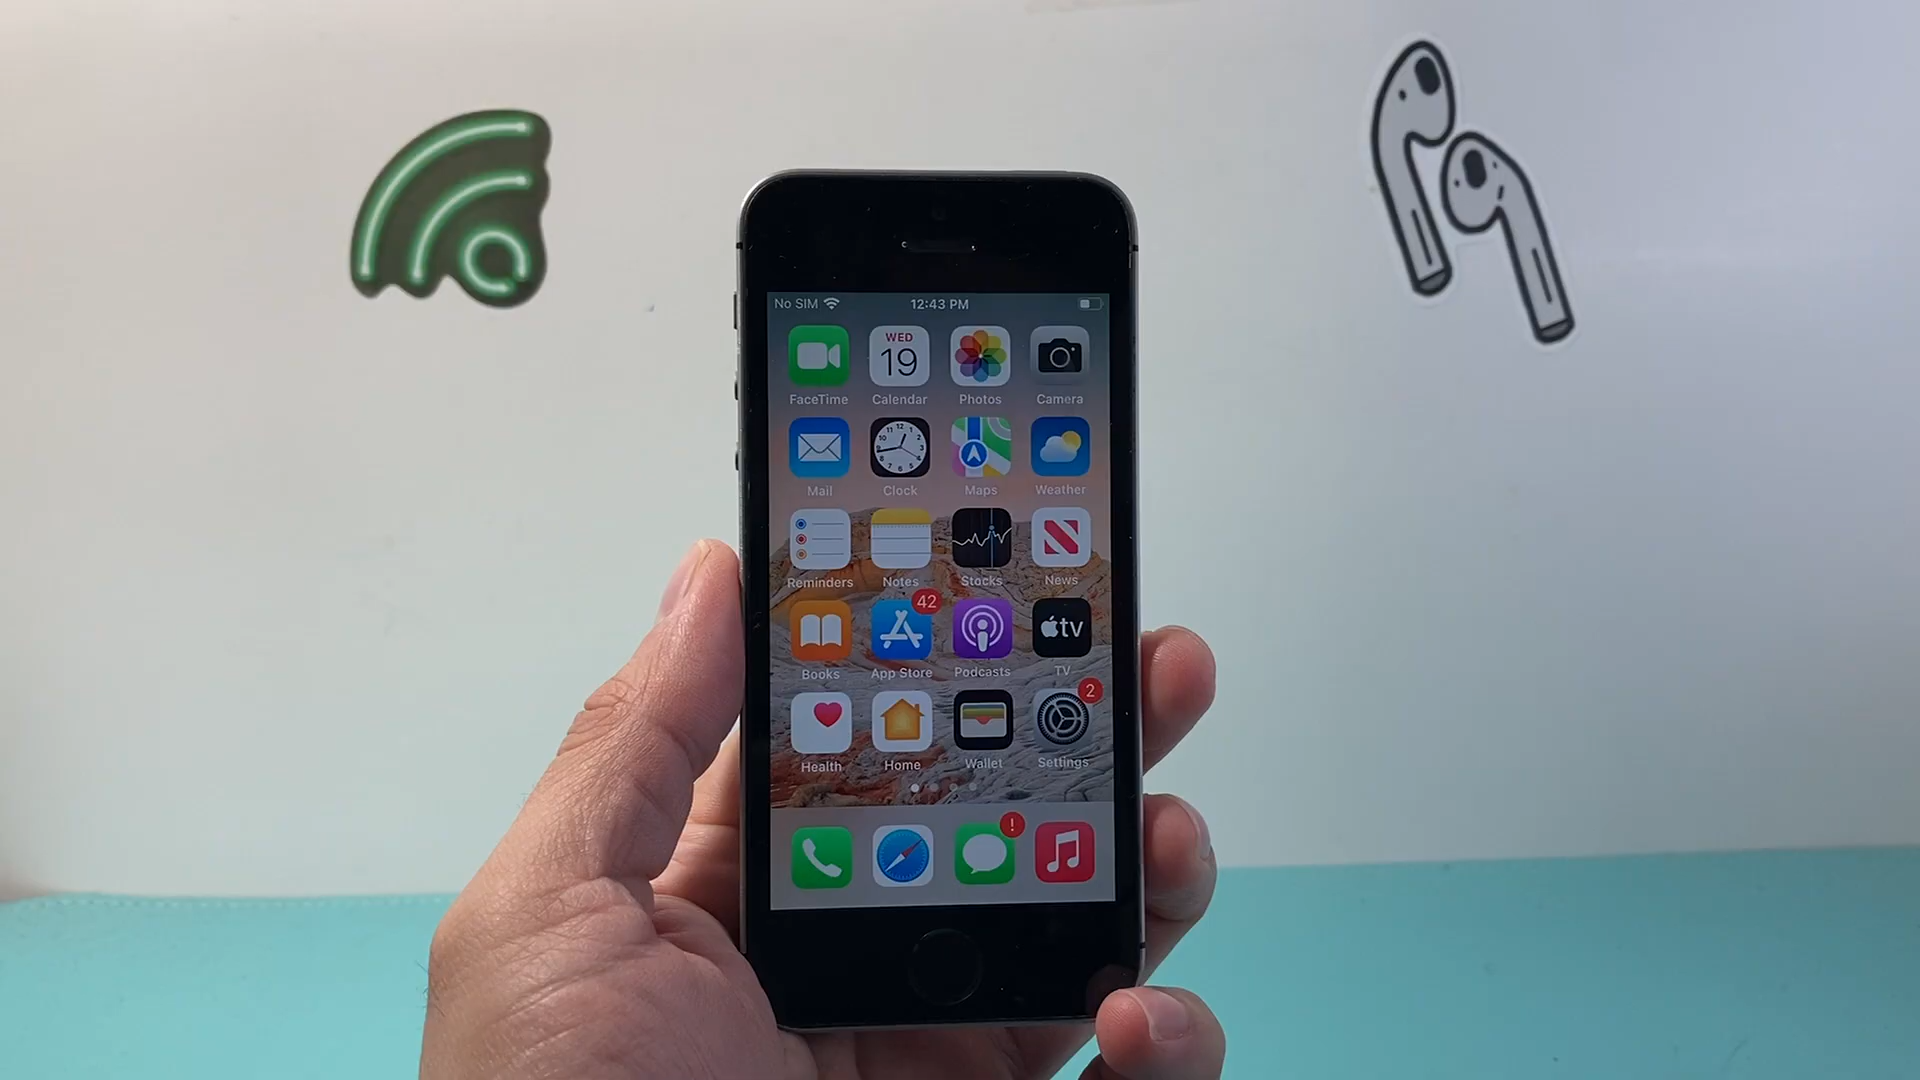 No SIM 12:43 PM
WED
19
FaceTime Calendar Photos Camera
12
Mail Clock Maps Weather
Reminders Notes Stocks News
42
tv
Books App Store Podcasts TV
2
Health Home Wallet Settings
!